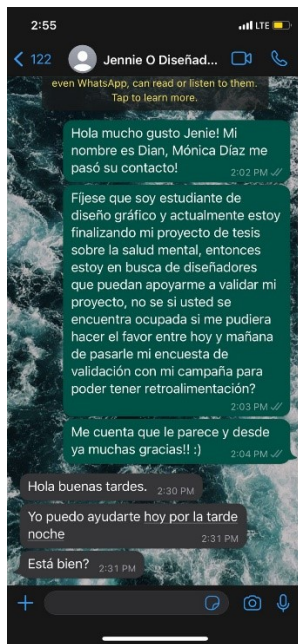 2:55
LTE
122
Jennie O Diseñad...
even WhatsApp, can read or listen to them.
Tap to learn more.
Hola mucho gusto Jenie! Mi
nombre es Dian, Mónica Díaz me
pasó su contacto!
2:02 PM
Fíjese que soy estudiante de
diseño gráfico y actualmente estoy
finalizando mi proyecto de tesis
sobre la salud mental, entonces
estoy en busca de diseñadores
que puedan apoyarme a validar mi
proyecto, no se si usted se
encuentra ocupada si me pudiera
hacer el favor entre hoy y mañana
de pasarle mi encuesta de
validación con mi campaña para
poder tener retroalimentación?
2:03 PM
Me cuenta que le parece y desde
ya muchas gracias!! :)
2:04 PM
Hola buenas tardes.
2:30 PM
Yo puedo ayudarte hoy por la tarde
noche
2:31 PM
Está bien?
2:31 PM